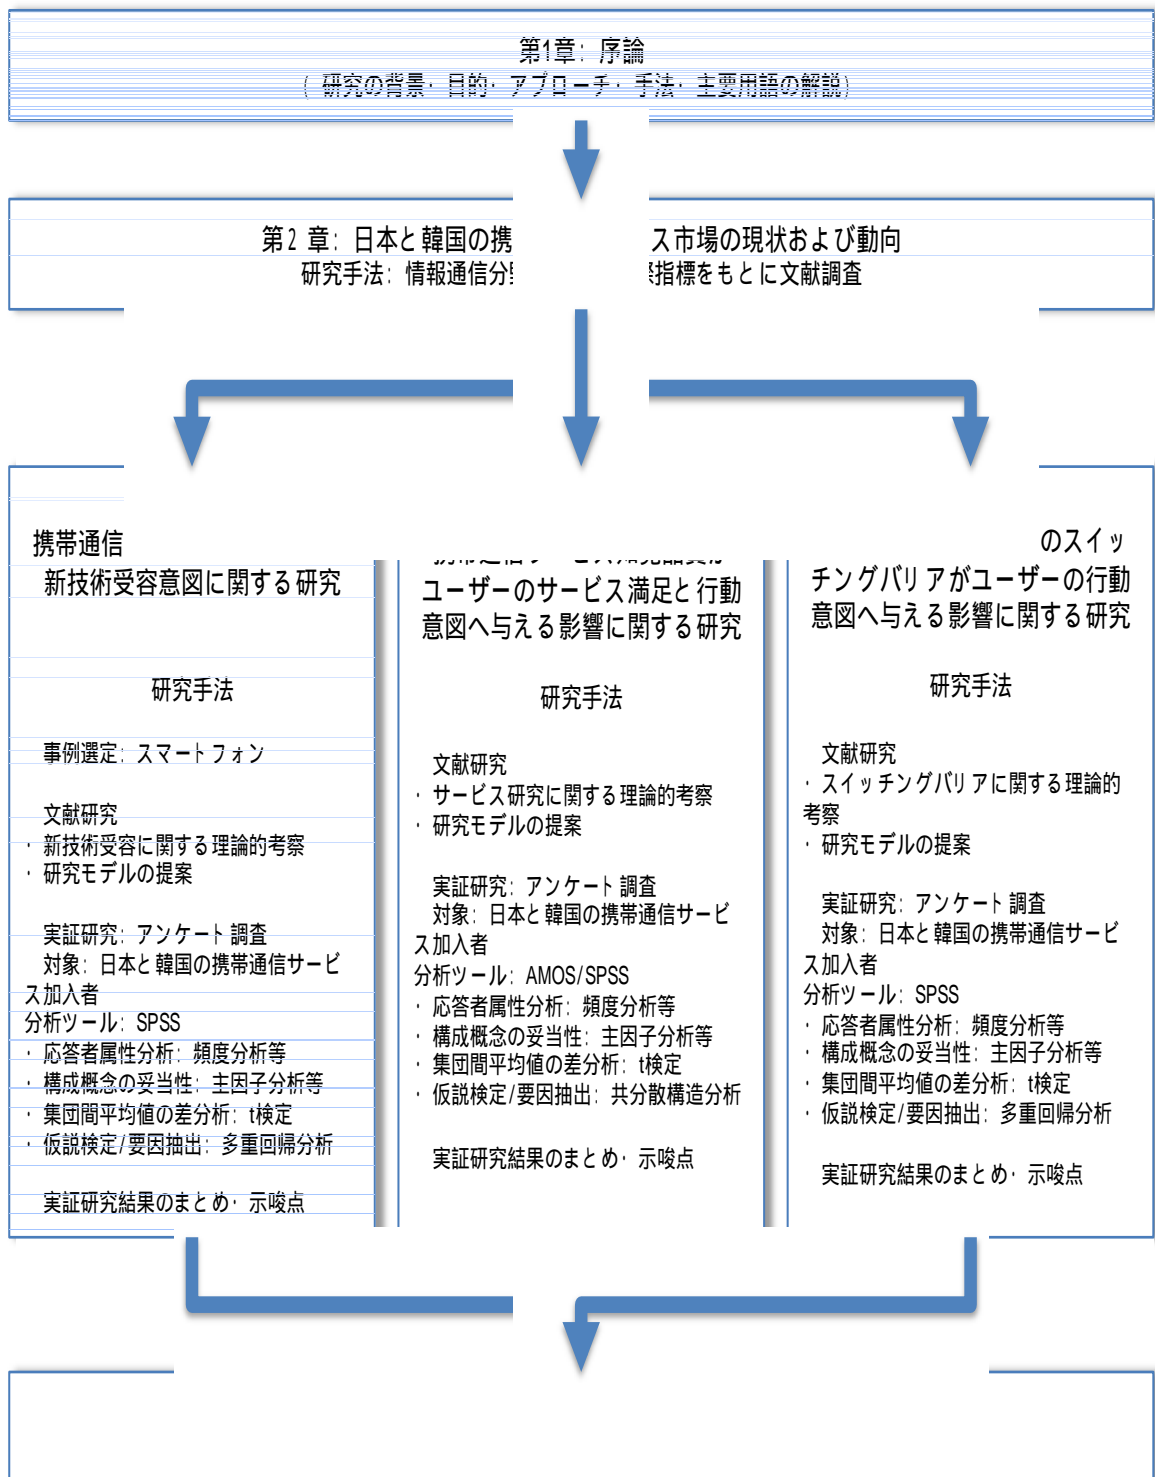 第1章: 序論
( 研究の背景・目的・アプローチ・手法・主要用語の解説)
第2 章: 日本と韓国の携 ス市場の現状および動向
研究手法: 情報通信分 指標をもとに文献調査
携帯通信
新技術受容意図に関する研究
研究手法
事例選定: スマートフォン
文献研究
・ 新技術受容に関する理論的考察
・ 研究モデルの提案
実証研究: アンケート調査
対象: 日本と韓国の携帯通信サービ
ス加入者
分析ツール: SPSS
・ 応答者属性分析: 頻度分析等
・ 構成概念の妥当性: 主因子分析等
・ 集団間平均値の差分析: t検定
・ 仮説検定/要因抽出: 多重回帰分析
実証研究結果のまとめ・示唆点
ユーザーのサービス満足と行動
意図へ与える影響に関する研究
研究手法
文献研究
・ サービス研究に関する理論的考察
・ 研究モデルの提案
実証研究: アンケート調査
対象: 日本と韓国の携帯通信サービ
ス加入者
分析ツール: AMOS/SPSS
・ 応答者属性分析: 頻度分析等
・ 構成概念の妥当性: 主因子分析等
・ 集団間平均値の差分析: t検定
・ 仮説検定/要因抽出: 共分散構造分析
実証研究結果のまとめ・示唆点
のスイッ
チングバリアがユーザーの行動
意図へ与える影響に関する研究
研究手法
文献研究
・ スイッチングバリアに関する理論的
考察
・ 研究モデルの提案
実証研究: アンケート調査
対象: 日本と韓国の携帯通信サービ
ス加入者
分析ツール: SPSS
・ 応答者属性分析: 頻度分析等
・ 構成概念の妥当性: 主因子分析等
・ 集団間平均値の差分析: t検定
・ 仮説検定/要因抽出: 多重回帰分析
実証研究結果のまとめ・示唆点